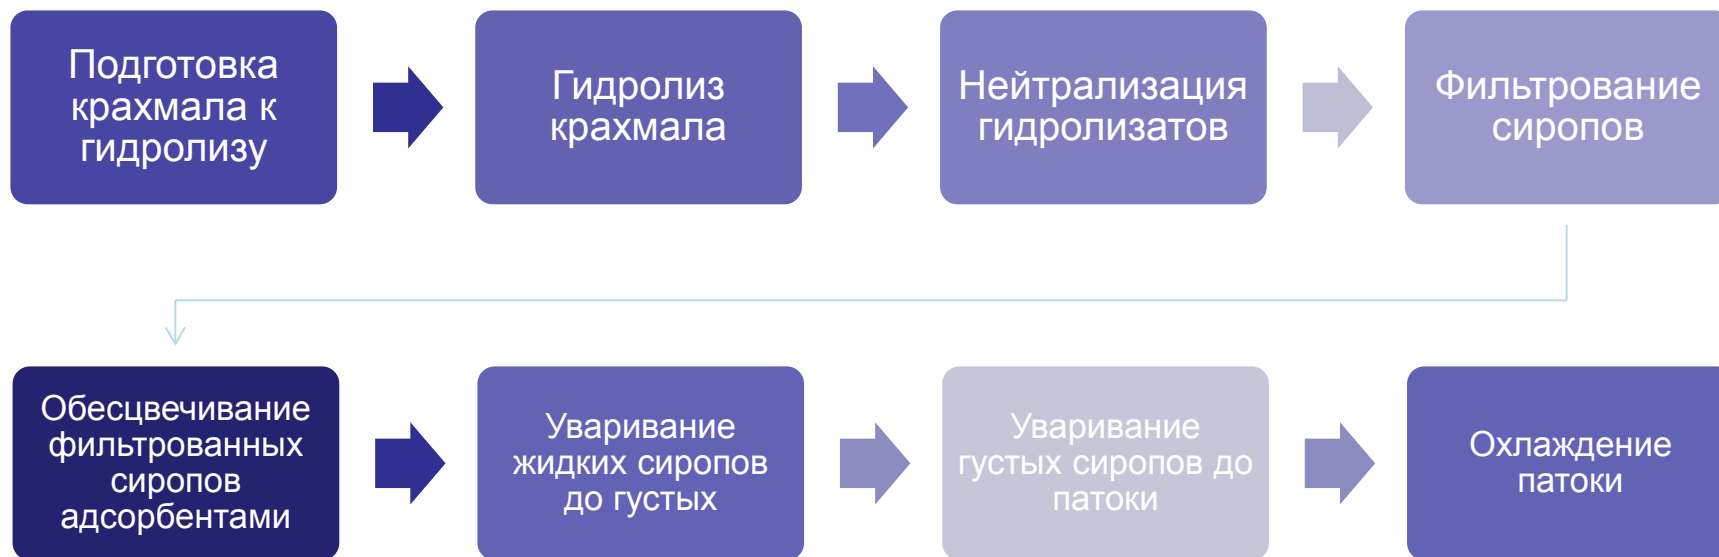 Подготовка
крахмала к
гидролизу
Гидролиз
крахмала
Нейтрализация
гидролизатов
Фильтрование
сиропов
Обесцвечивание
фильтрованных
сиропов
адсорбентами
Уваривание
жидких сиропов
до густых
Уваривание
густых сиропов до
патоки
Охлаждение
патоки